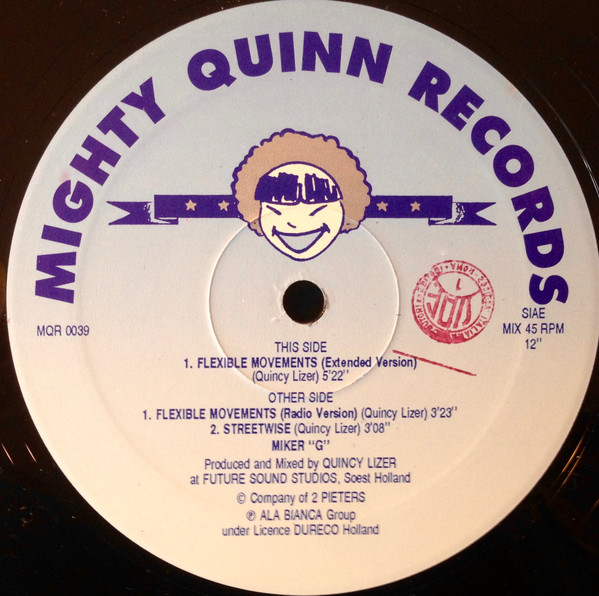 MIGHTY QUINN RECORDS
MQR 0039
SIAE
MIX 45 RPM
12"
THIS SIDE
1. FLEXIBLE MOVEMENTS (Extended Version)
(Quincy Lizer) 5'22"
OTHER SIDE
1. FLEXIBLE MOVEMENTS (Radio Version) (Quincy Lizer) 3'23"
2. STREETWISE (Quincy Lizer) 3'08"
MIKER "G"
Produced and Mixed by QUINCY LIZER
at FUTURE SOUND STUDIOS, Soest Holland
© Company of 2 PIETERS
℗ ALA BIANCA Group
under Licence DURECO Holland